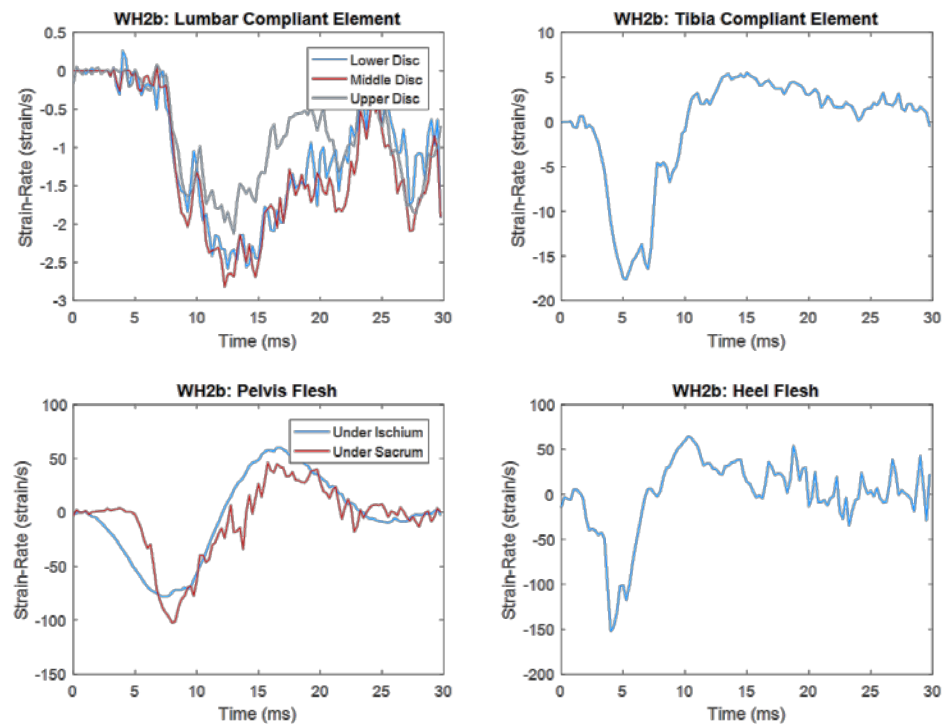 WH2b: Lumbar Compliant Element
Strain-Rate (strain/s)
0.5
0
-0.5
-1
-1.5
-2
-2.5
-3
Lower Disc
Middle Disc
Upper Disc
0 5 10 15 20 25 30
Time (ms)
WH2b: Tibia Compliant Element
Strain-Rate (strain/s)
10
5
0
-5
-10
-15
-20
0 5 10 15 20 25 30
Time (ms)
WH2b: Pelvis Flesh
Strain-Rate (strain/s)
100
50
0
-50
-100
-150
Under Ischium
Under Sacrum
0 5 10 15 20 25 30
Time (ms)
WH2b: Heel Flesh
Strain-Rate (strain/s)
100
50
0
-50
-100
-150
-200
0 5 10 15 20 25 30
Time (ms)